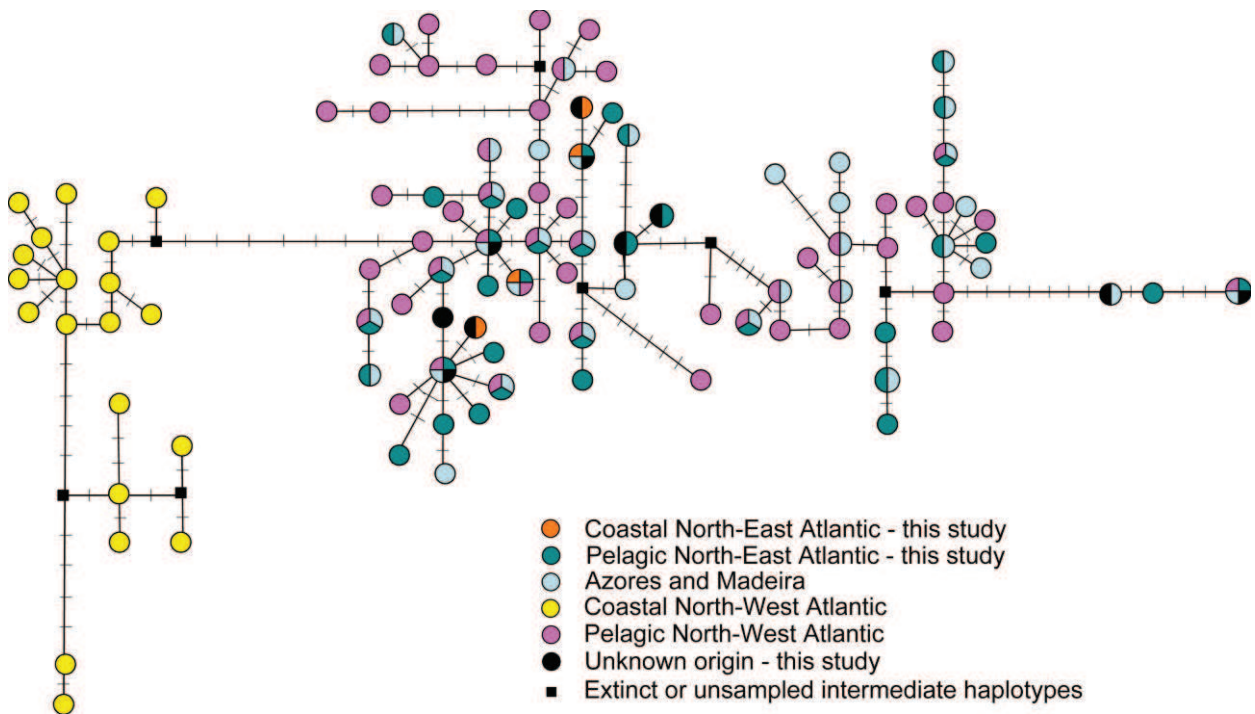 Coastal North-East Atlantic - this study
Pelagic North-East Atlantic - this study
Azores and Madeira
Coastal North-West Atlantic
Pelagic North-West Atlantic
Unknown origin - this study
Extinct or unsampled intermediate haplotypes